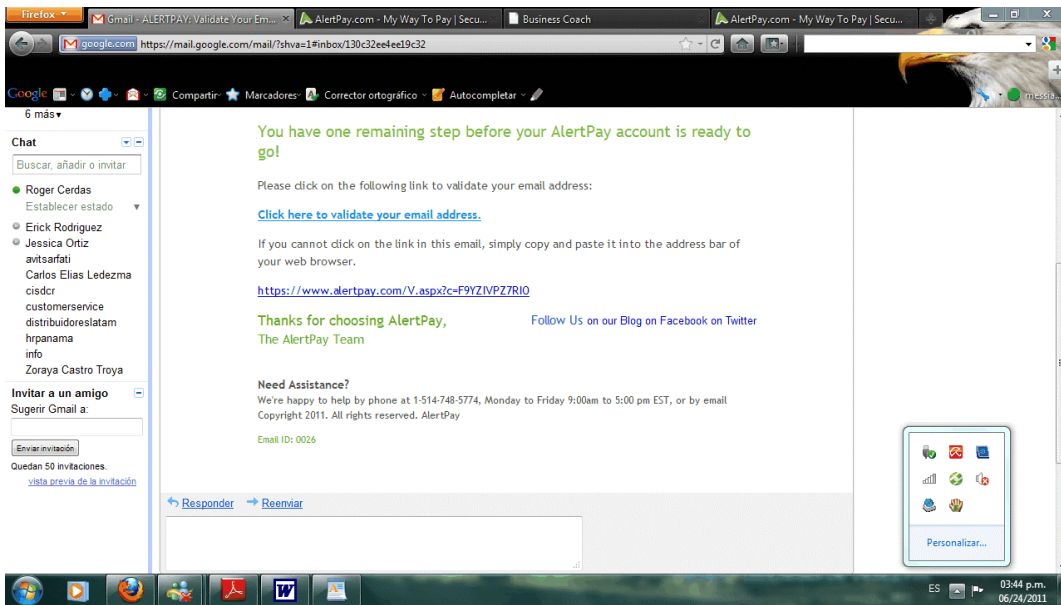 Firefox
Gmail - ALERTPAY: Validate Your Em...
AlertPay.com - My Way To Pay | Secu...
Business Coach
AlertPay.com - My Way To Pay | Secu...
google.com https://mail.google.com/mail/?shva=1#inbox/130c32ee4ee19c32
Google Compartir Marcadores Corrector ortográfico Autocompletar
6 más
Chat
Buscar, añadir o invitar
Roger Cerdas
Establecer estado
Erick Rodriguez
Jessica Ortiz
avitsarfati
Carlos Elias Ledezma
cisdcr
customerservice
distribuidoreslatam
hrpanama
info
Zoraya Castro Troya
Invitar a un amigo
Sugerir Gmail a:
Enviar invitación
Quedan 50 invitaciones.
vista previa de la invitación
You have one remaining step before your AlertPay account is ready to
go!
Please click on the following link to validate your email address:
Click here to validate your email address.
If you cannot click on the link in this email, simply copy and paste it into the address bar of
your web browser.
https://www.alertpay.com/V.aspx?c=F9YZIVPZ7RI0
Thanks for choosing AlertPay,
The AlertPay Team
Follow Us on our Blog on Facebook on Twitter
Need Assistance?
We're happy to help by phone at 1-514-748-5774, Monday to Friday 9:00am to 5:00 pm EST, or by email
Copyright 2011. All rights reserved. AlertPay
Email ID: 0026
Responder Reenviar
Personalizar...
ES
03:44 p.m.
06/24/2011